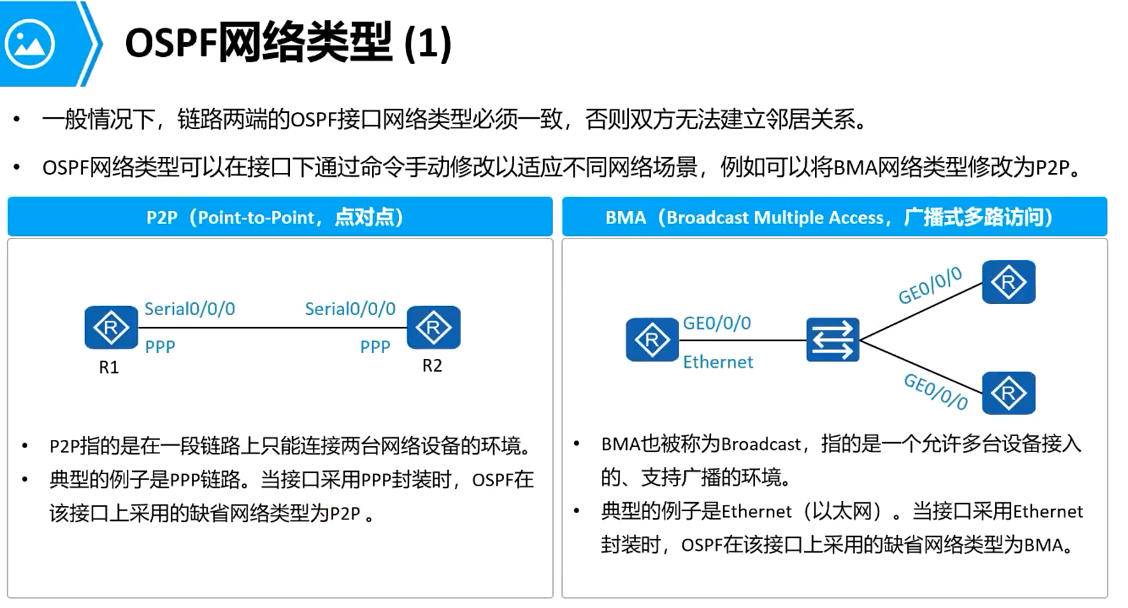 OSPF网络类型 (1)
• 一般情况下，链路两端的OSPF接口网络类型必须一致，否则双方无法建立邻居关系。
• OSPF网络类型可以在接口下通过命令手动修改以适应不同网络场景，例如可以将BMA网络类型修改为P2P。
P2P（Point-to-Point，点对点）
Serial0/0/0
Serial0/0/0
R
R
PPP
PPP
R1
R2
• P2P指的是在一段链路上只能连接两台网络设备的环境。
• 典型的例子是PPP链路。当接口采用PPP封装时，OSPF在
该接口上采用的缺省网络类型为P2P 。
BMA（Broadcast Multiple Access，广播式多路访问）
GE0/0/0
R
GE0/0/0
R
Ethernet
GE0/0/0
R
• BMA也被称为Broadcast，指的是一个允许多台设备接入
的、支持广播的环境。
• 典型的例子是Ethernet（以太网）。当接口采用Ethernet
封装时，OSPF在该接口上采用的缺省网络类型为BMA。